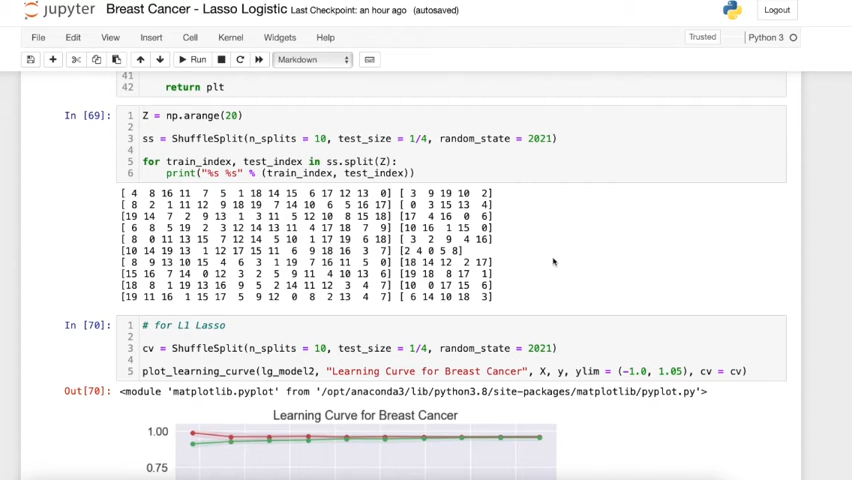 jupyter Breast Cancer - Lasso Logistic Last Checkpoint: an hour ago (autosaved) Logout
File Edit View Insert Cell Kernel Widgets Help Trusted Python 3
Run Markdown
41
42 return plt
In [69]: 1 Z = np.arange(20)
2
3 ss = ShuffleSplit(n_splits = 10, test_size = 1/4, random_state = 2021)
4
5 for train_index, test_index in ss.split(Z):
6 print("%s %s" % (train_index, test_index))
[ 4 8 16 11 7 5 1 18 14 15 6 17 12 13 0] [ 3 9 19 10 2]
[ 8 2 1 11 12 9 18 19 7 14 10 6 5 16 17] [ 0 3 15 13 4]
[19 14 7 2 9 13 1 3 11 5 12 10 8 15 18] [17 4 16 0 6]
[ 6 8 5 19 2 3 12 14 13 11 4 17 18 7 9] [10 16 1 15 0]
[ 8 0 11 13 15 7 12 14 5 10 1 17 19 6 18] [ 3 2 9 4 16]
[10 14 19 13 1 12 17 15 11 6 9 18 16 3 7] [2 4 0 5 8]
[ 8 9 13 10 15 4 6 3 1 19 7 16 11 5 0] [18 14 12 2 17]
[15 16 7 14 0 12 3 2 5 9 11 4 10 13 6] [19 18 8 17 1]
[18 8 1 19 13 16 9 5 2 14 11 12 3 4 7] [10 0 17 15 6]
[19 11 16 1 15 17 5 9 12 0 8 2 13 4 7] [ 6 14 10 18 3]
In [70]: 1 # for L1 Lasso
2
3 cv = ShuffleSplit(n_splits = 10, test_size = 1/4, random_state = 2021)
4
5 plot_learning_curve(lg_model2, "Learning Curve for Breast Cancer", X, y, ylim = (-1.0, 1.05), cv = cv)
Out[70]: <module 'matplotlib.pyplot' from '/opt/anaconda3/lib/python3.8/site-packages/matplotlib/pyplot.py'>
Learning Curve for Breast Cancer
1.00
0.75